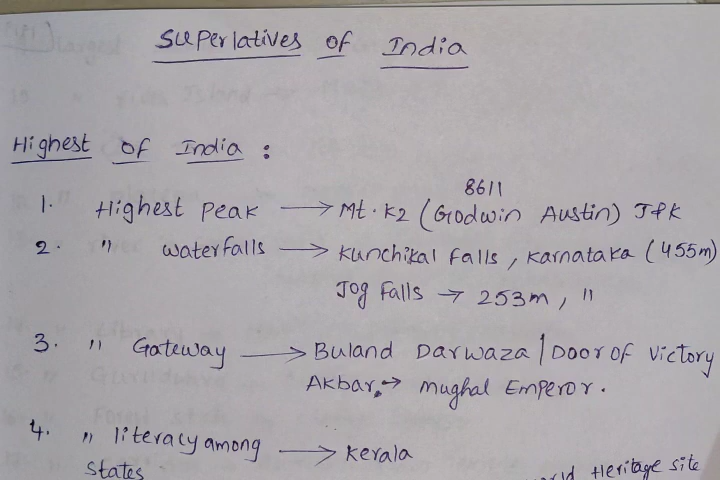 Superlatives of India
Highest of India :
8611
1. Highest Peak → Mt. K2 (Godwin Austin) J&K
2. " waterfalls → Kunchikal Falls, Karnataka (455m)
Jog Falls → 253m, "
3. " Gateway → Buland Darwaza / Door of Victory
Akbar → mughal Emperor.
4. " literacy among → Kerala
States
Heritage site